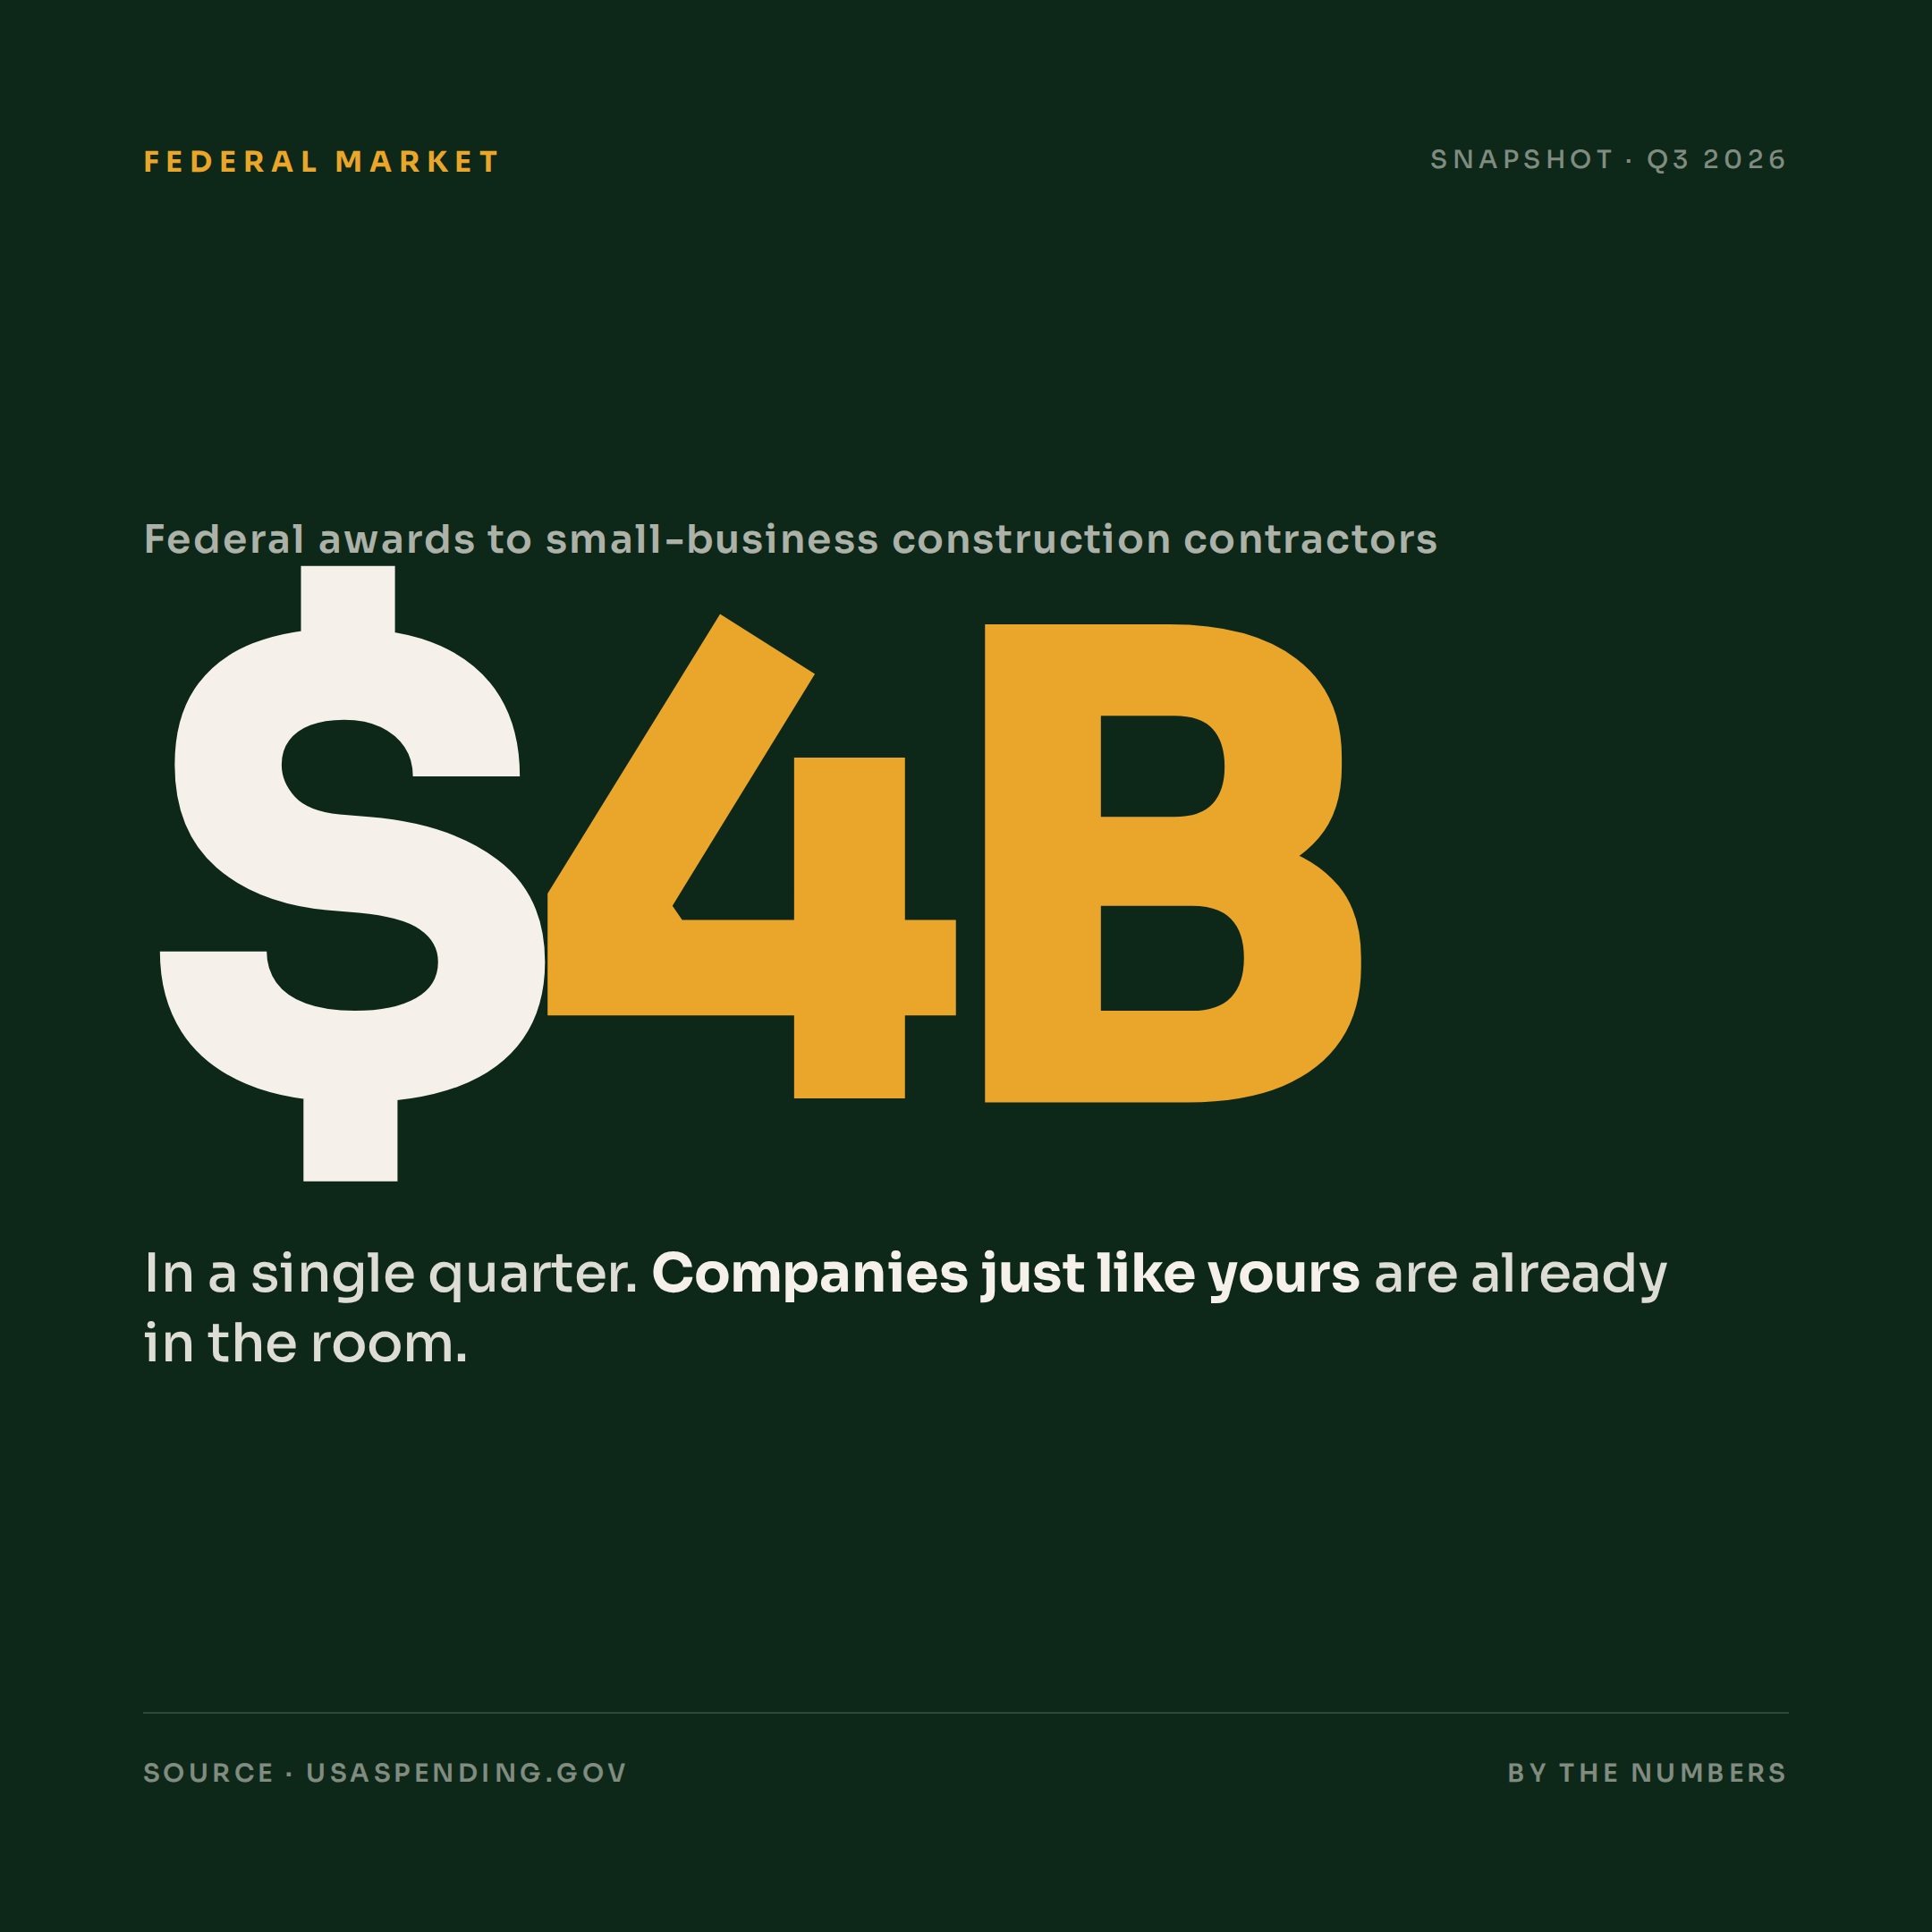 FEDERAL MARKET
SNAPSHOT · Q3 2026
Federal awards to small-business construction contractors
$4B
In a single quarter. Companies just like yours are already
in the room.
SOURCE · USASPENDING.GOV
BY THE NUMBERS